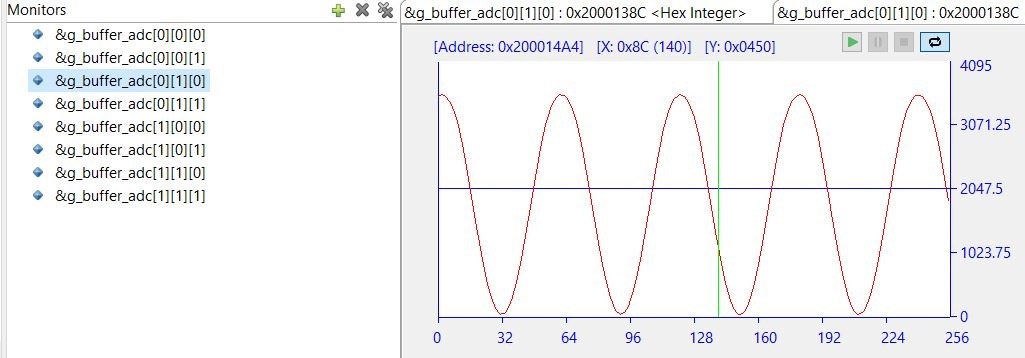 Monitors
&g_buffer_adc[0][0][0]
&g_buffer_adc[0][0][1]
&g_buffer_adc[0][1][0]
&g_buffer_adc[0][1][1]
&g_buffer_adc[1][0][0]
&g_buffer_adc[1][0][1]
&g_buffer_adc[1][1][0]
&g_buffer_adc[1][1][1]
&g_buffer_adc[0][1][0] : 0x2000138C <Hex Integer>
&g_buffer_adc[0][1][0] : 0x2000138C
[Address: 0x200014A4] [X: 0x8C (140)] [Y: 0x0450]
4095
3071.25
2047.5
1023.75
0
0 32 64 96 128 160 192 224 256